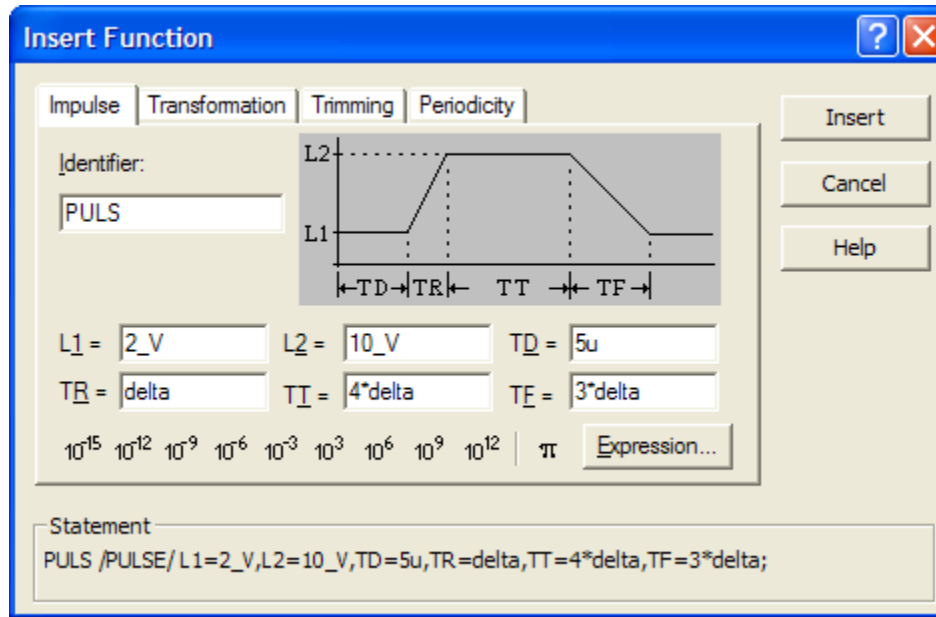 Insert Function
?
Impulse Transformation Trimming Periodicity
Insert
Cancel
Help
Identifier:
PULS
L2
L1
TD TR TT TF
L1 = 2_V L2 = 10_V TD = 5u
TR = delta TT = 4*delta TF = 3*delta
10⁻¹⁵ 10⁻¹² 10⁻⁹ 10⁻⁶ 10⁻³ 10³ 10⁶ 10⁹ 10¹² π Expression...
Statement
PULS /PULSE/ L1=2_V,L2=10_V,TD=5u,TR=delta,TT=4*delta,TF=3*delta;